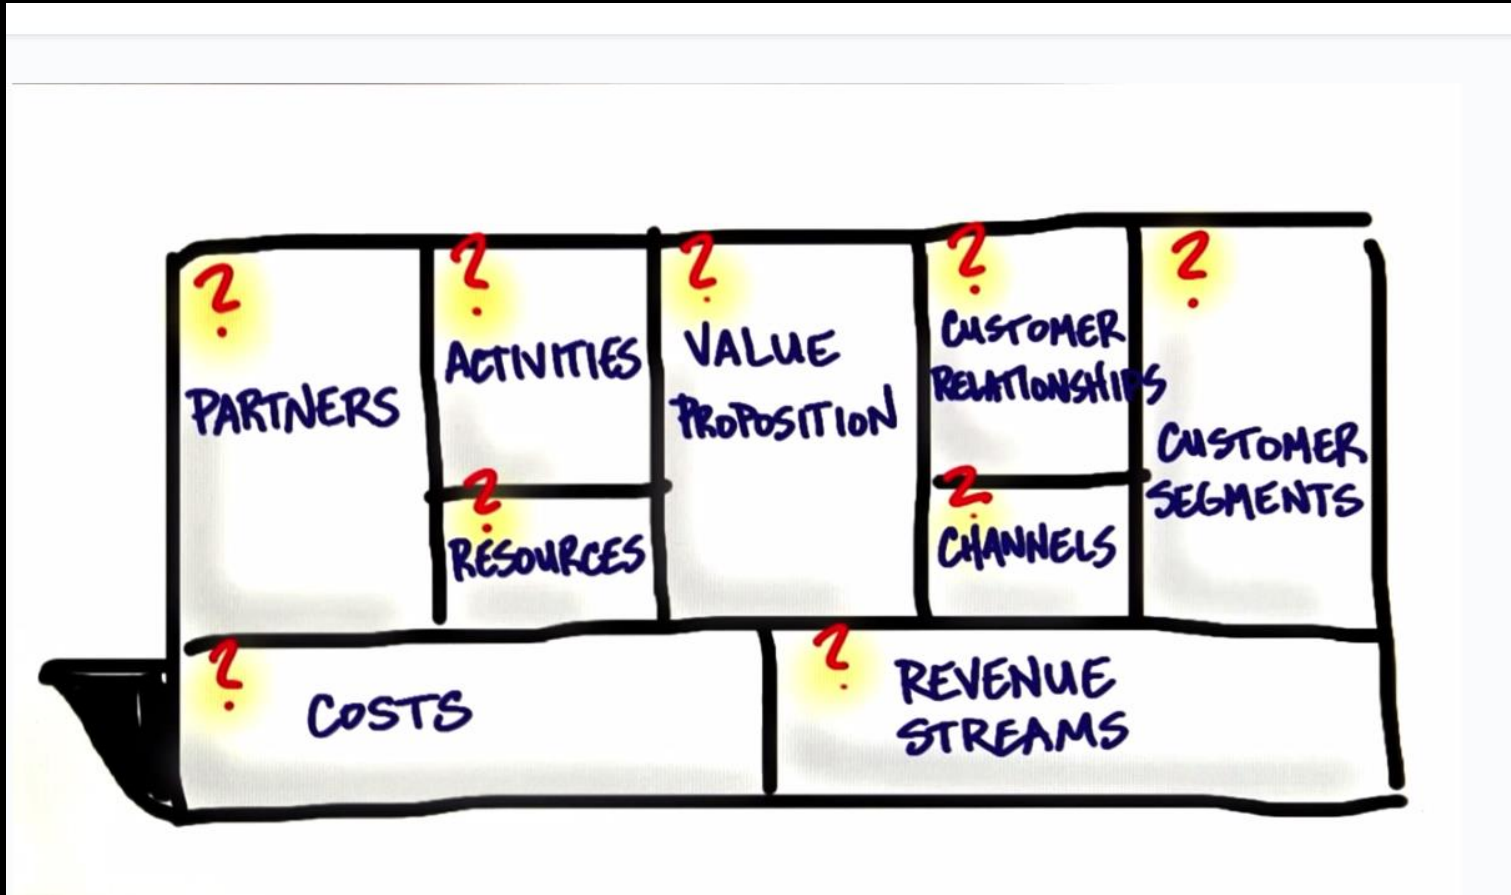 ?
PARTNERS
?
ACTIVITIES
?
RESOURCES
?
VALUE
PROPOSITION
?
CUSTOMER
RELATIONSHIPS
?
CHANNELS
?
CUSTOMER
SEGMENTS
?
COSTS
?
REVENUE
STREAMS